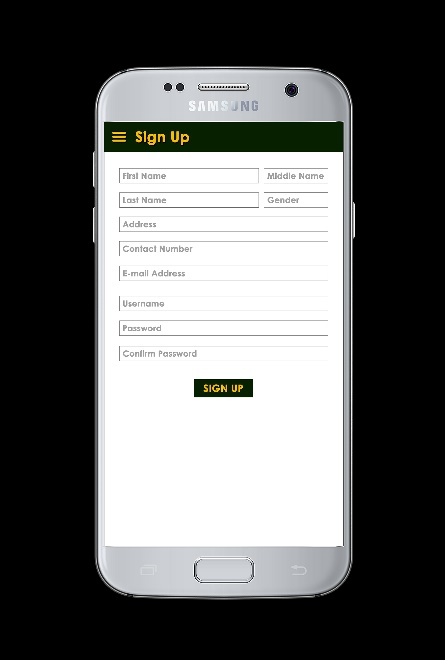 SAMSUNG
Sign Up
First Name Middle Name
Last Name Gender
Address
Contact Number
E-mail Address
Username
Password
Confirm Password
SIGN UP